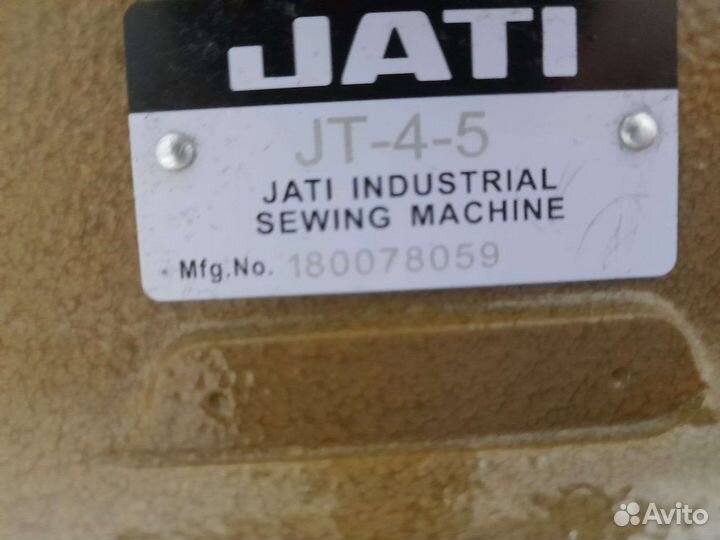 JATI
JT-4-5
JATI INDUSTRIAL
SEWING MACHINE
Mfg.No. 180078059
Avito